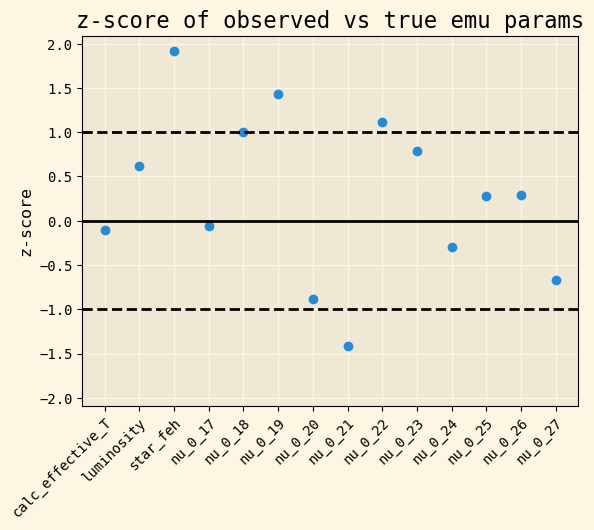 z-score of observed vs true emu params
z-score
2.0
1.5
1.0
0.5
0.0
−0.5
−1.0
−1.5
−2.0
calc_effective_T
luminosity
star_feh
nu_0_17
nu_0_18
nu_0_19
nu_0_20
nu_0_21
nu_0_22
nu_0_23
nu_0_24
nu_0_25
nu_0_26
nu_0_27